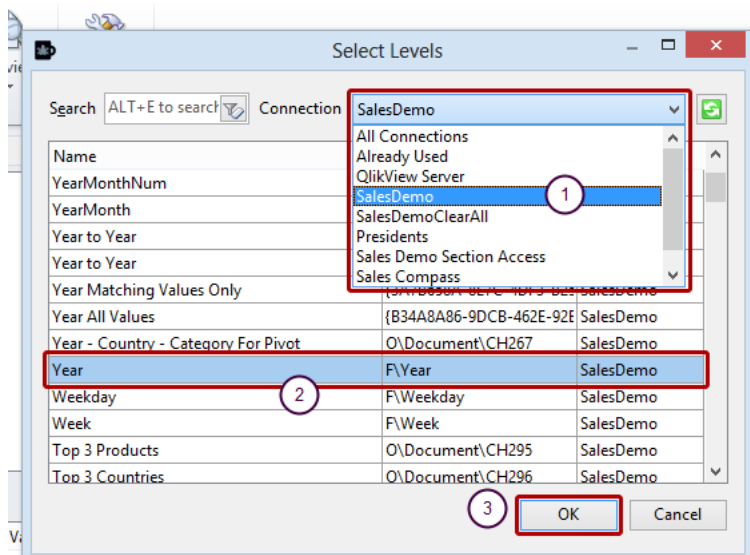 Select Levels
Search ALT+E to search Connection SalesDemo
All Connections
Already Used
QlikView Server
SalesDemo 1
SalesDemoClearAll
Presidents
Sales Demo Section Access
Sales Compass
Name
YearMonthNum
YearMonth
Year to Year
Year to Year
Year Matching Values Only SalesDemo
Year All Values {B34A8A86-9DCB-462E-92E SalesDemo
Year - Country - Category For Pivot O\Document\CH267 SalesDemo
Year F\Year SalesDemo
2
Weekday F\Weekday SalesDemo
Week F\Week SalesDemo
Top 3 Products O\Document\CH295 SalesDemo
Top 3 Countries O\Document\CH296 SalesDemo
3 OK Cancel